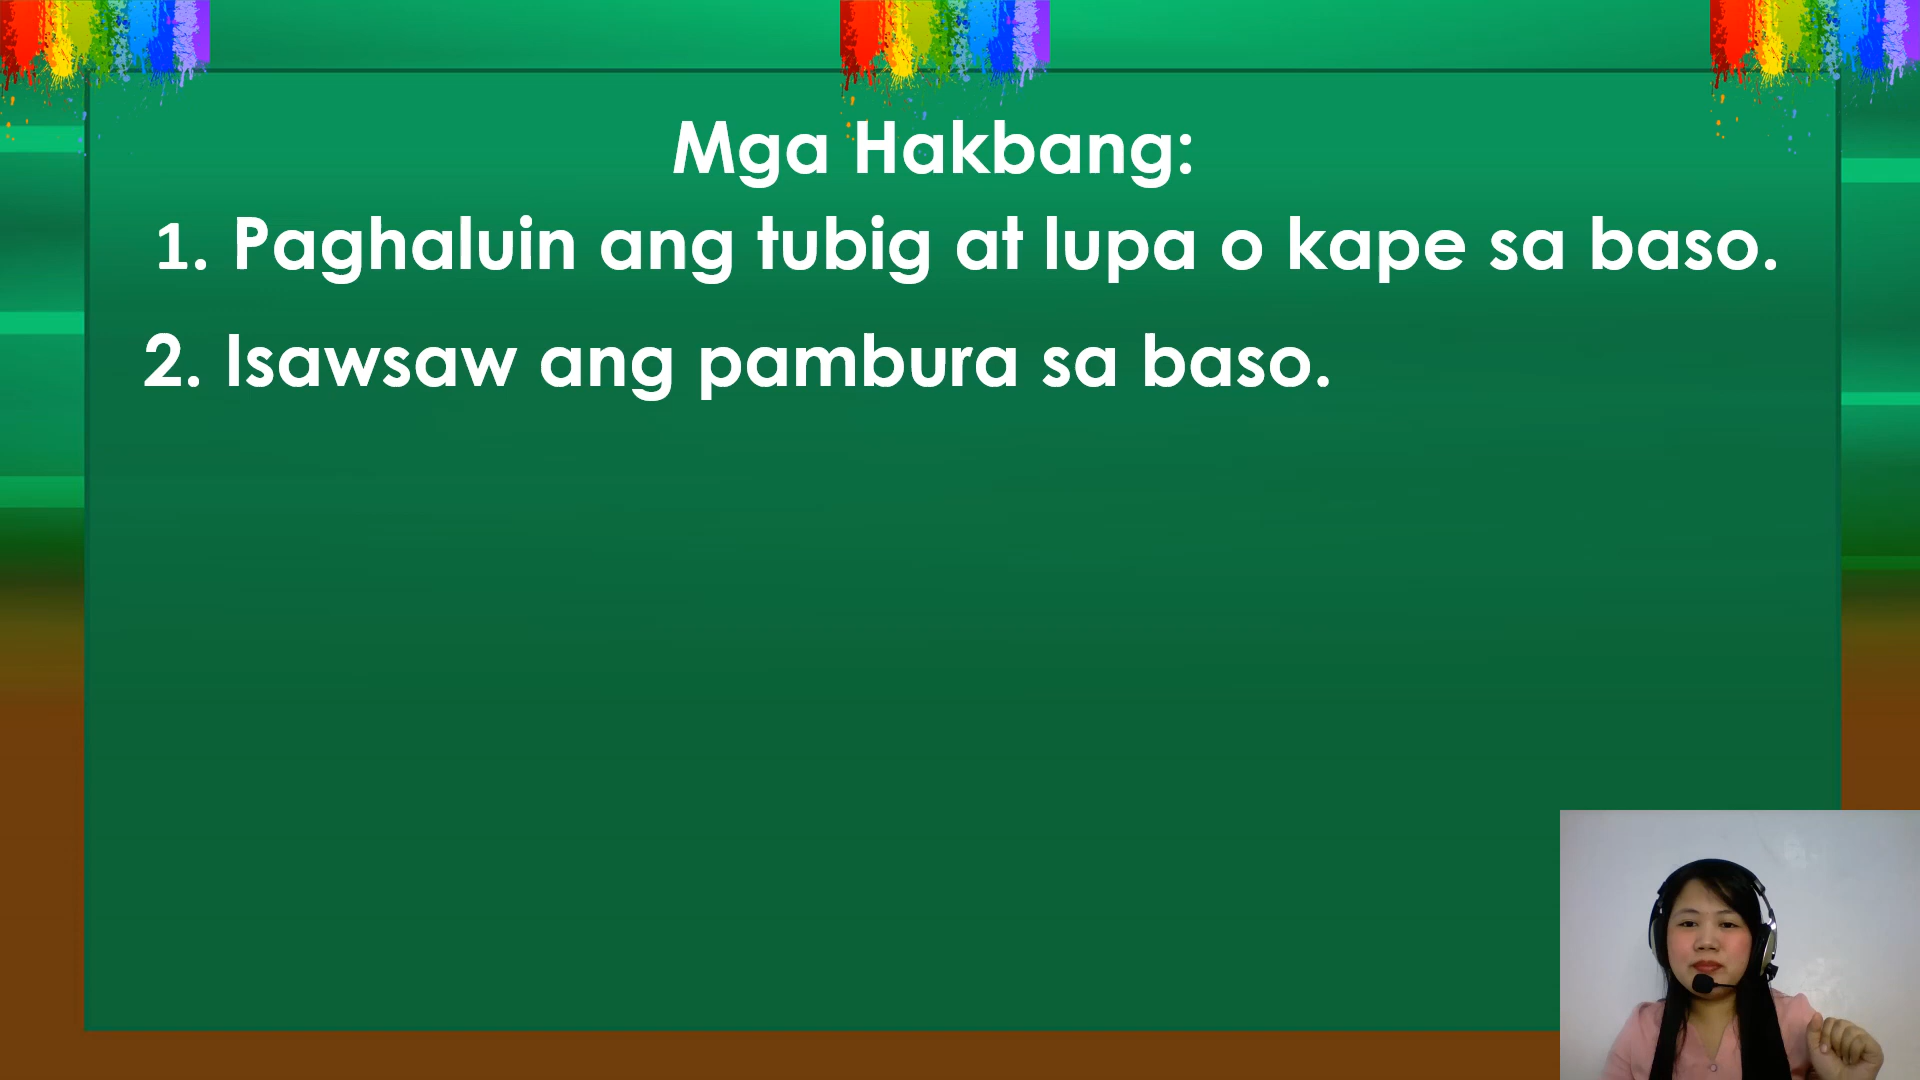 Mga Hakbang:
1. Paghaluin ang tubig at lupa o kape sa baso.
2. Isawsaw ang pambura sa baso.